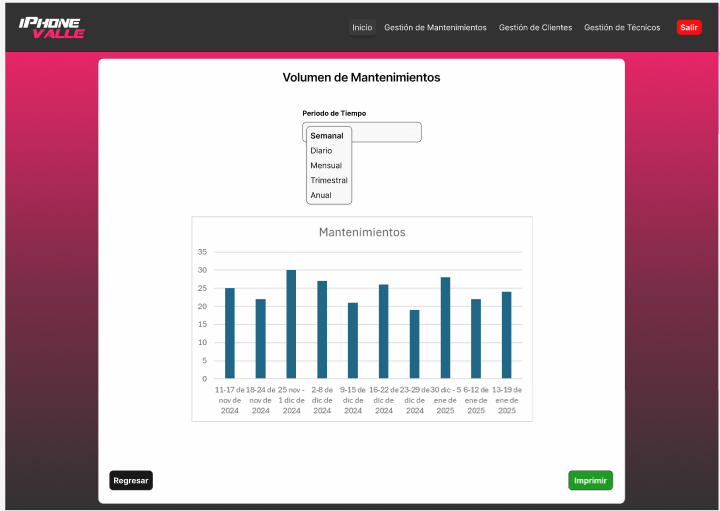 iPHONE
VALLE
Inicio Gestión de Mantenimientos Gestión de Clientes Gestión de Técnicos Salir
Volumen de Mantenimientos
Periodo de Tiempo
Semanal
Diario
Mensual
Trimestral
Anual
Mantenimientos
35
30
25
20
15
10
5
0
11-17 de 18-24 de 25 nov - 2-8 de 9-15 de 16-22 de 23-29 de 30 dic - 5 6-12 de 13-19 de
nov de nov de 1 dic de dic de dic de dic de dic de ene de ene de ene de
2024 2024 2024 2024 2024 2024 2024 2025 2025 2025
Regresar Imprimir